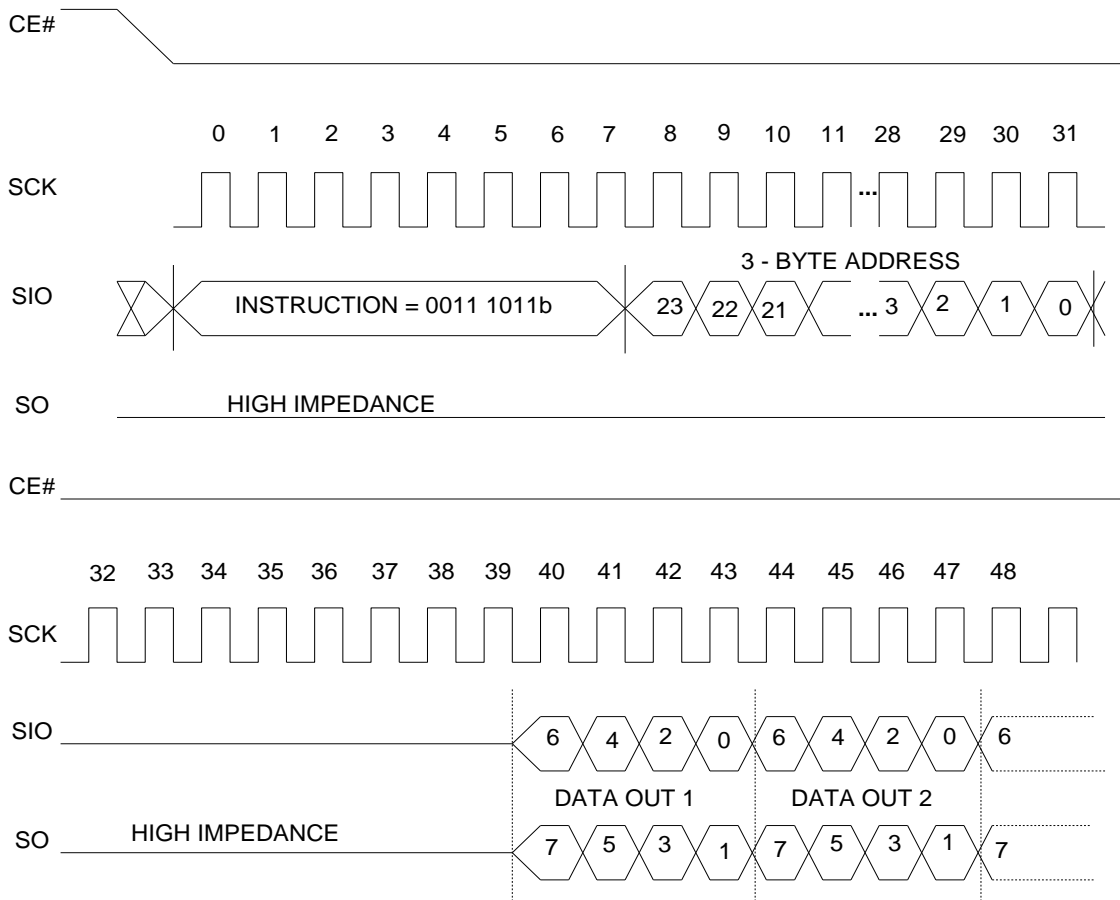 CE#
0 1 2 3 4 5 6 7 8 9 10 11 28 29 30 31
SCK ...
3 - BYTE ADDRESS
SIO INSTRUCTION = 0011 1011b 23 22 21 ... 3 2 1 0
SO HIGH IMPEDANCE
CE#
32 33 34 35 36 37 38 39 40 41 42 43 44 45 46 47 48
SCK
SIO 6 4 2 0 6 4 2 0 6
DATA OUT 1 DATA OUT 2
SO HIGH IMPEDANCE 7 5 3 1 7 5 3 1 7